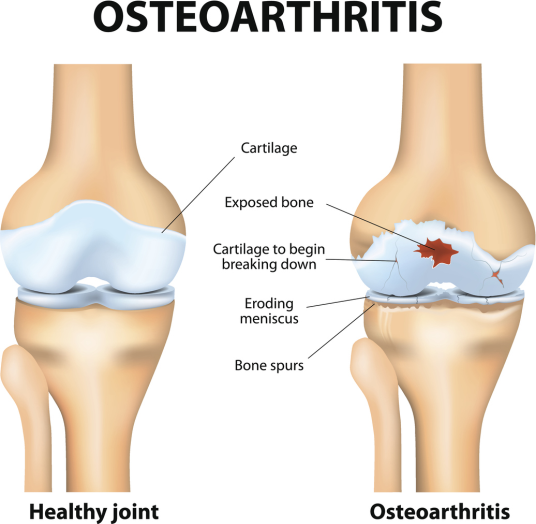 OSTEOARTHRITIS
Cartilage
Exposed bone
Cartilage to begin
breaking down
Eroding
meniscus
Bone spurs
Healthy joint
Osteoarthritis